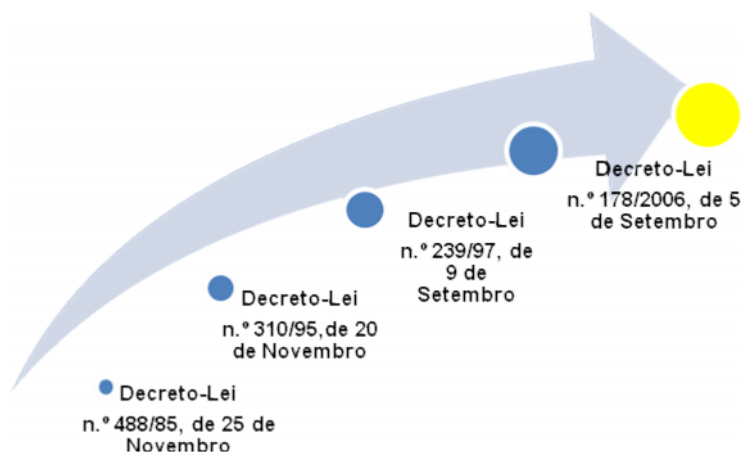 Decreto-Lei
n.º 178/2006, de 5
de Setembro
Decreto-Lei
n.º 239/97, de
9 de
Setembro
Decreto-Lei
n.º 310/95,de 20
de Novembro
Decreto-Lei
n.º 488/85, de 25 de
Novembro